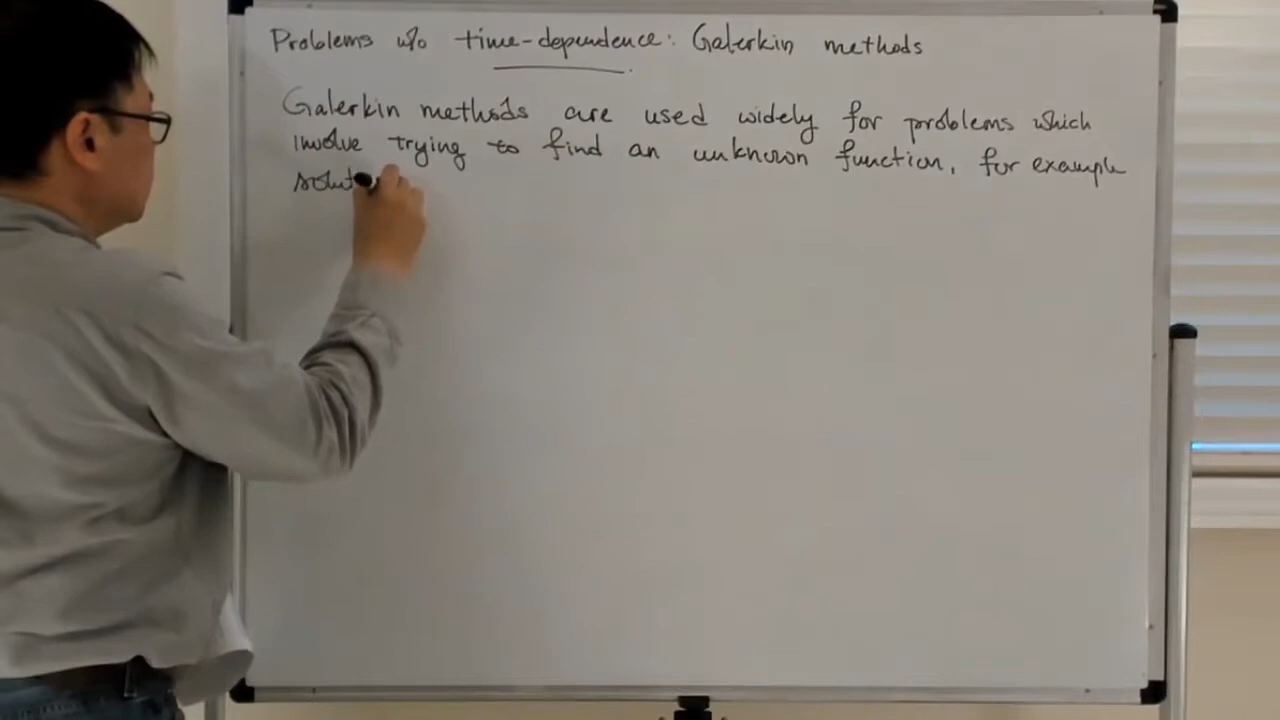 Problems w/o time-dependence: Galerkin methods
Galerkin methods are used widely for problems which
involve trying to find an unknown function, for example
solut